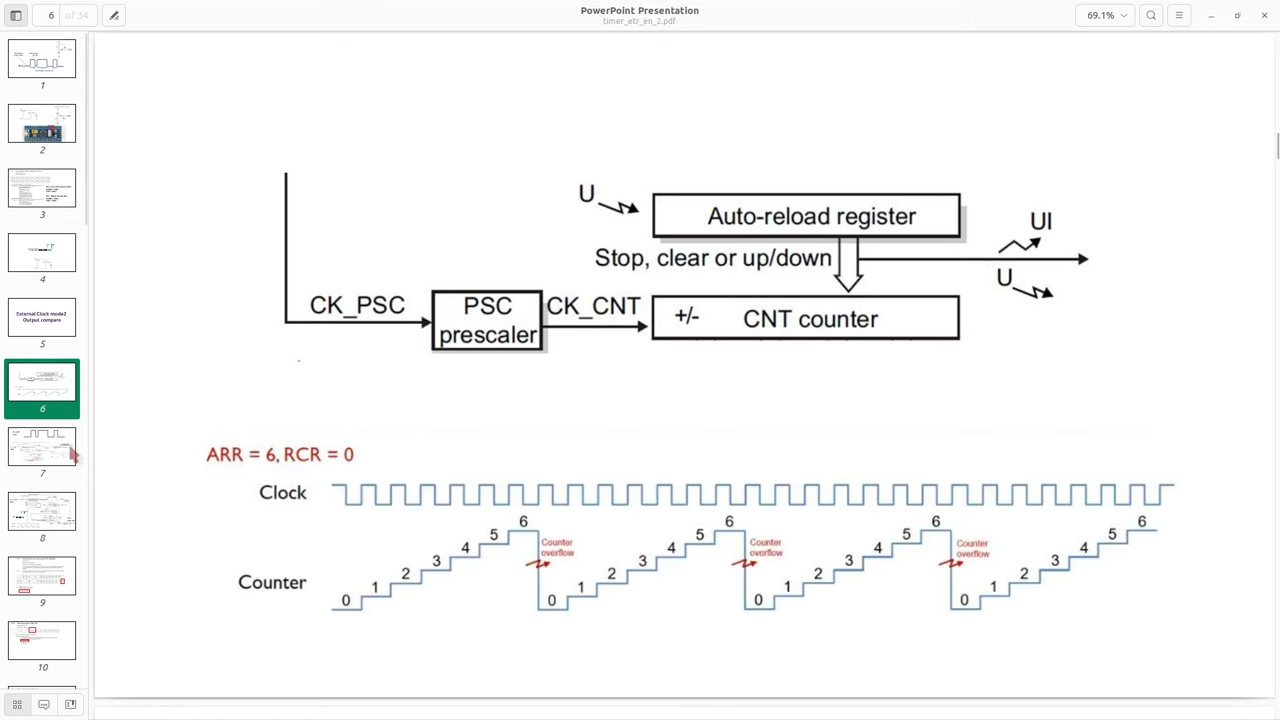 6 of 34
PowerPoint Presentation
timer_etr_en_2.pdf
69.1%
1
2
3
4
External Clock mode2
Output compare
5
6
7
8
9
10
U
Auto-reload register
UI
Stop, clear or up/down
U
CK_PSC
PSC
prescaler
CK_CNT
+/-
CNT counter
ARR = 6, RCR = 0
Clock
Counter
0 1 2 3 4 5 6
Counter
overflow
0 1 2 3 4 5 6
Counter
overflow
0 1 2 3 4 5 6
Counter
overflow
0 1 2 3 4 5 6